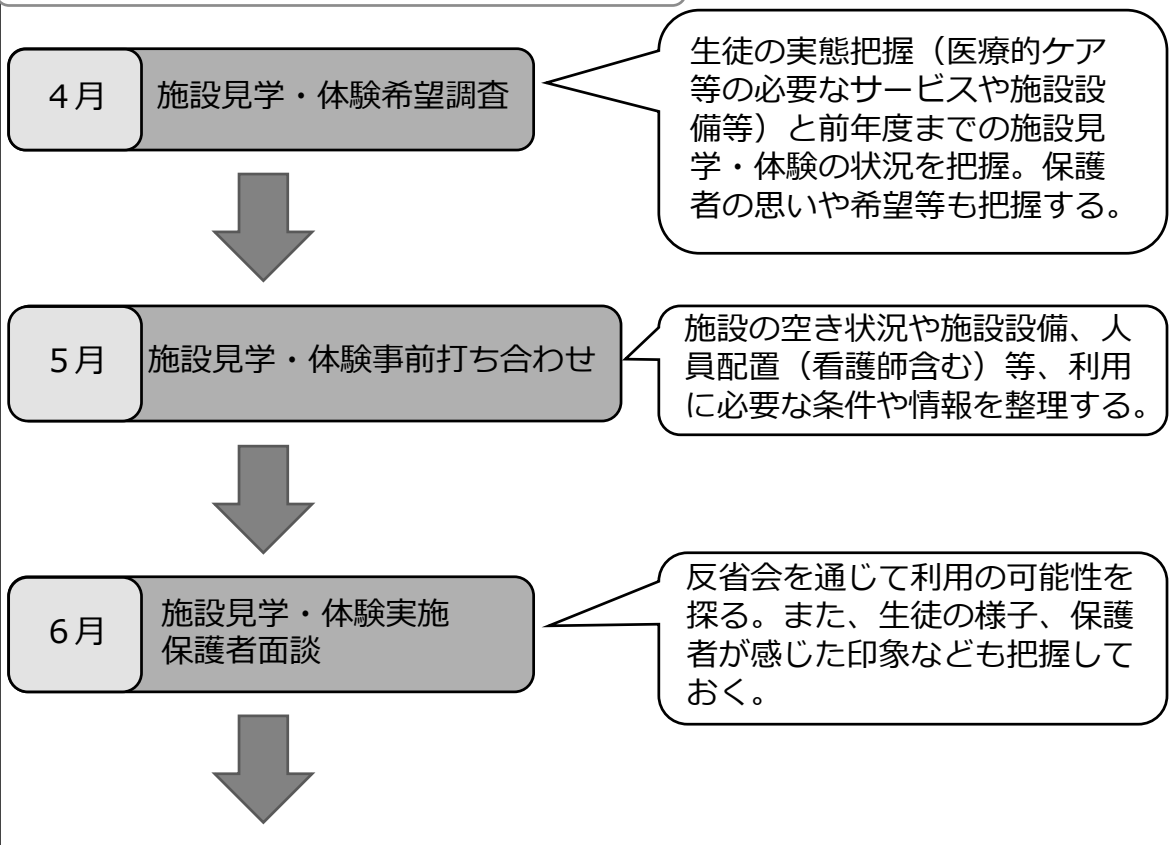 4月
施設見学・体験希望調査
生徒の実態把握（医療的ケア
等の必要なサービスや施設設
備等）と前年度までの施設見
学・体験の状況を把握。保護
者の思いや希望等も把握する。
5月
施設見学・体験事前打ち合わせ
施設の空き状況や施設設備、人
員配置（看護師含む）等、利用
に必要な条件や情報を整理する。
6月
施設見学・体験実施
保護者面談
反省会を通じて利用の可能性を
探る。また、生徒の様子、保護
者が感じた印象なども把握して
おく。